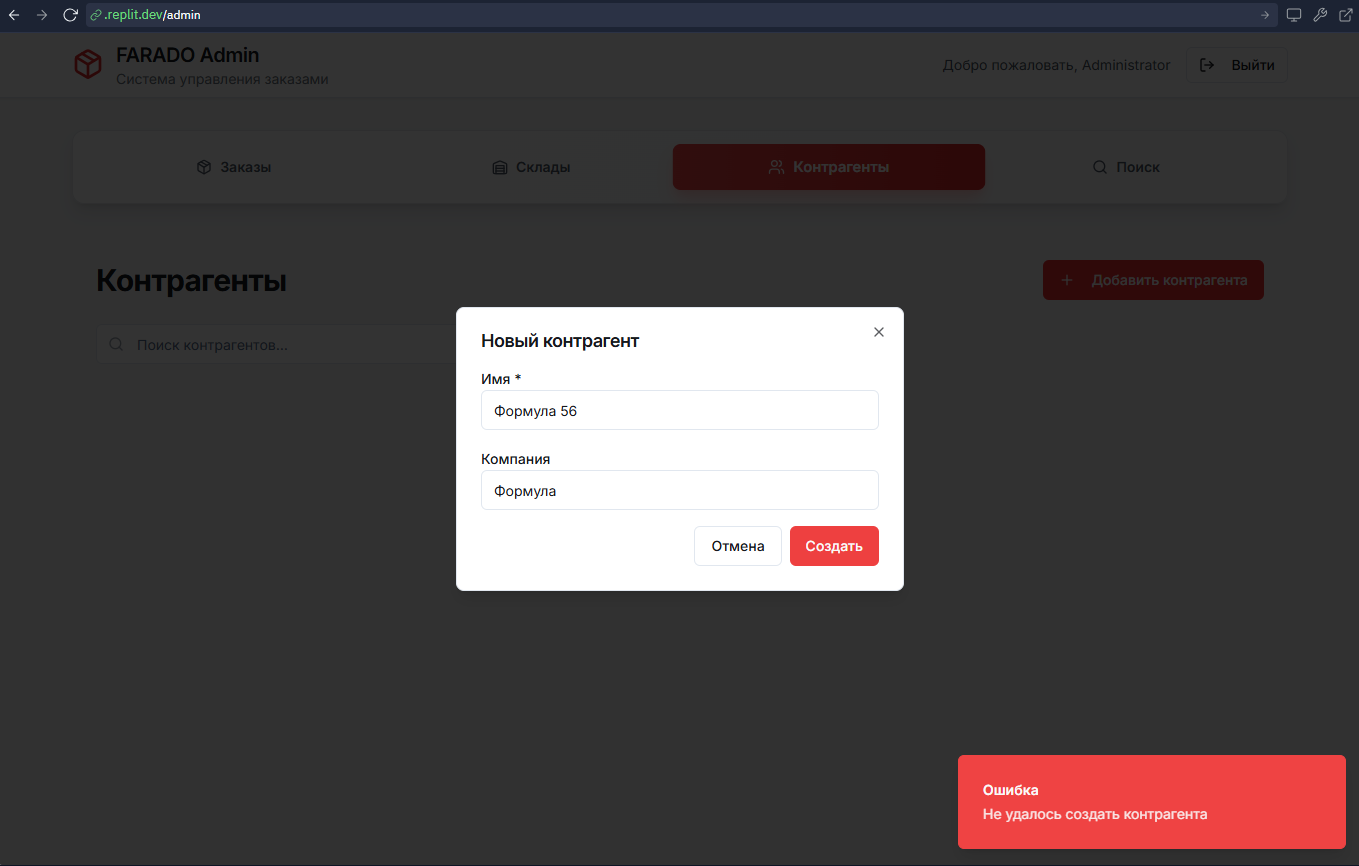 .replit.dev/admin
FARADO Admin
Система управления заказами
Добро пожаловать, Administrator
Выйти
Заказы
Склады
Контрагенты
Поиск
Контрагенты
Добавить контрагента
Поиск контрагентов...
Новый контрагент
Имя *
Формула 56
Компания
Формула
Отмена
Создать
Ошибка
Не удалось создать контрагента